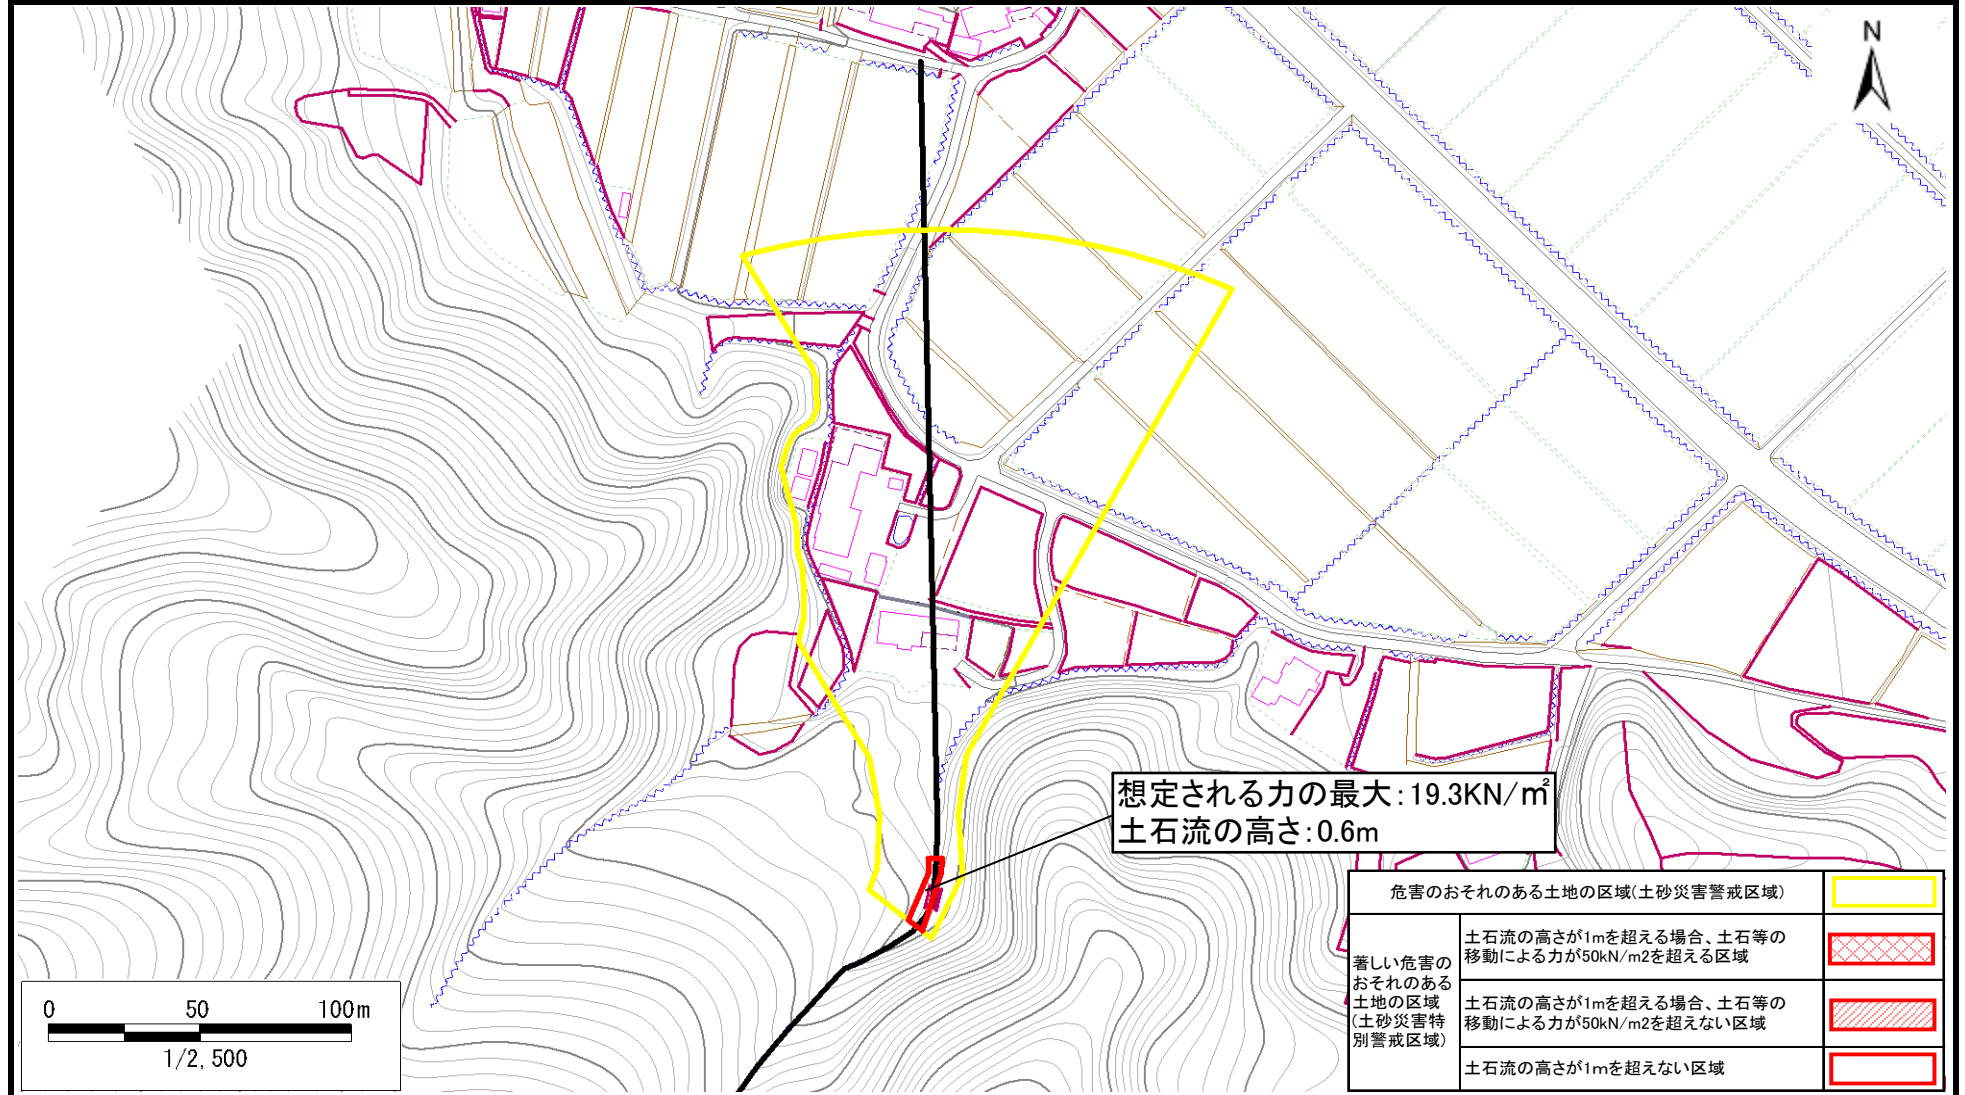 N
想定される力の最大:19.3KN/㎡
土石流の高さ:0.6m
危害のおそれのある土地の区域(土砂災害警戒区域)
著しい危害の
おそれのある
土地の区域
(土砂災害特
別警戒区域)
土石流の高さが1mを超える場合、土石等の
移動による力が50kN/m2を超える区域
土石流の高さが1mを超える場合、土石等の
移動による力が50kN/m2を超えない区域
土石流の高さが1mを超えない区域
0 50 100m
1/2,500